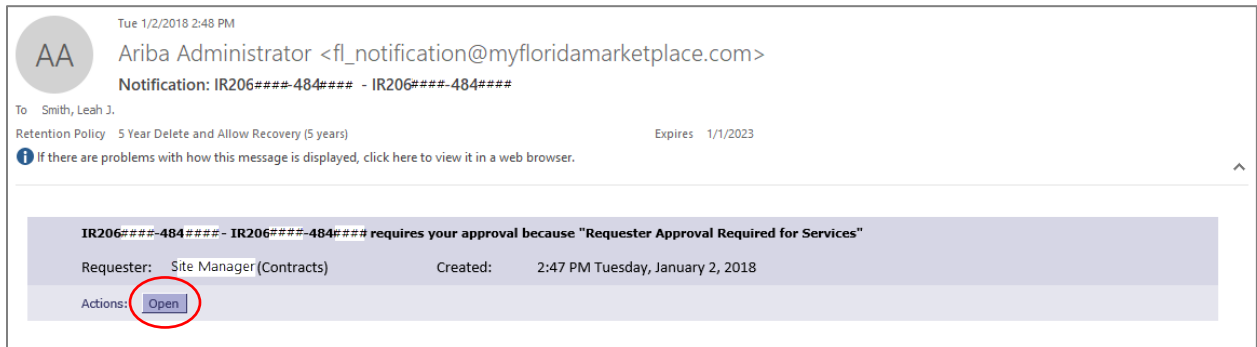 Tue 1/2/2018 2:48 PM
AA
Ariba Administrator <fl_notification@myfloridamarketplace.com>
Notification: IR206####-484#### - IR206####-484####
To Smith, Leah J.
Retention Policy 5 Year Delete and Allow Recovery (5 years) Expires 1/1/2023
If there are problems with how this message is displayed, click here to view it in a web browser.
IR206####-484#### - IR206####-484#### requires your approval because "Requester Approval Required for Services"
Requester: Site Manager (Contracts) Created: 2:47 PM Tuesday, January 2, 2018
Actions: Open